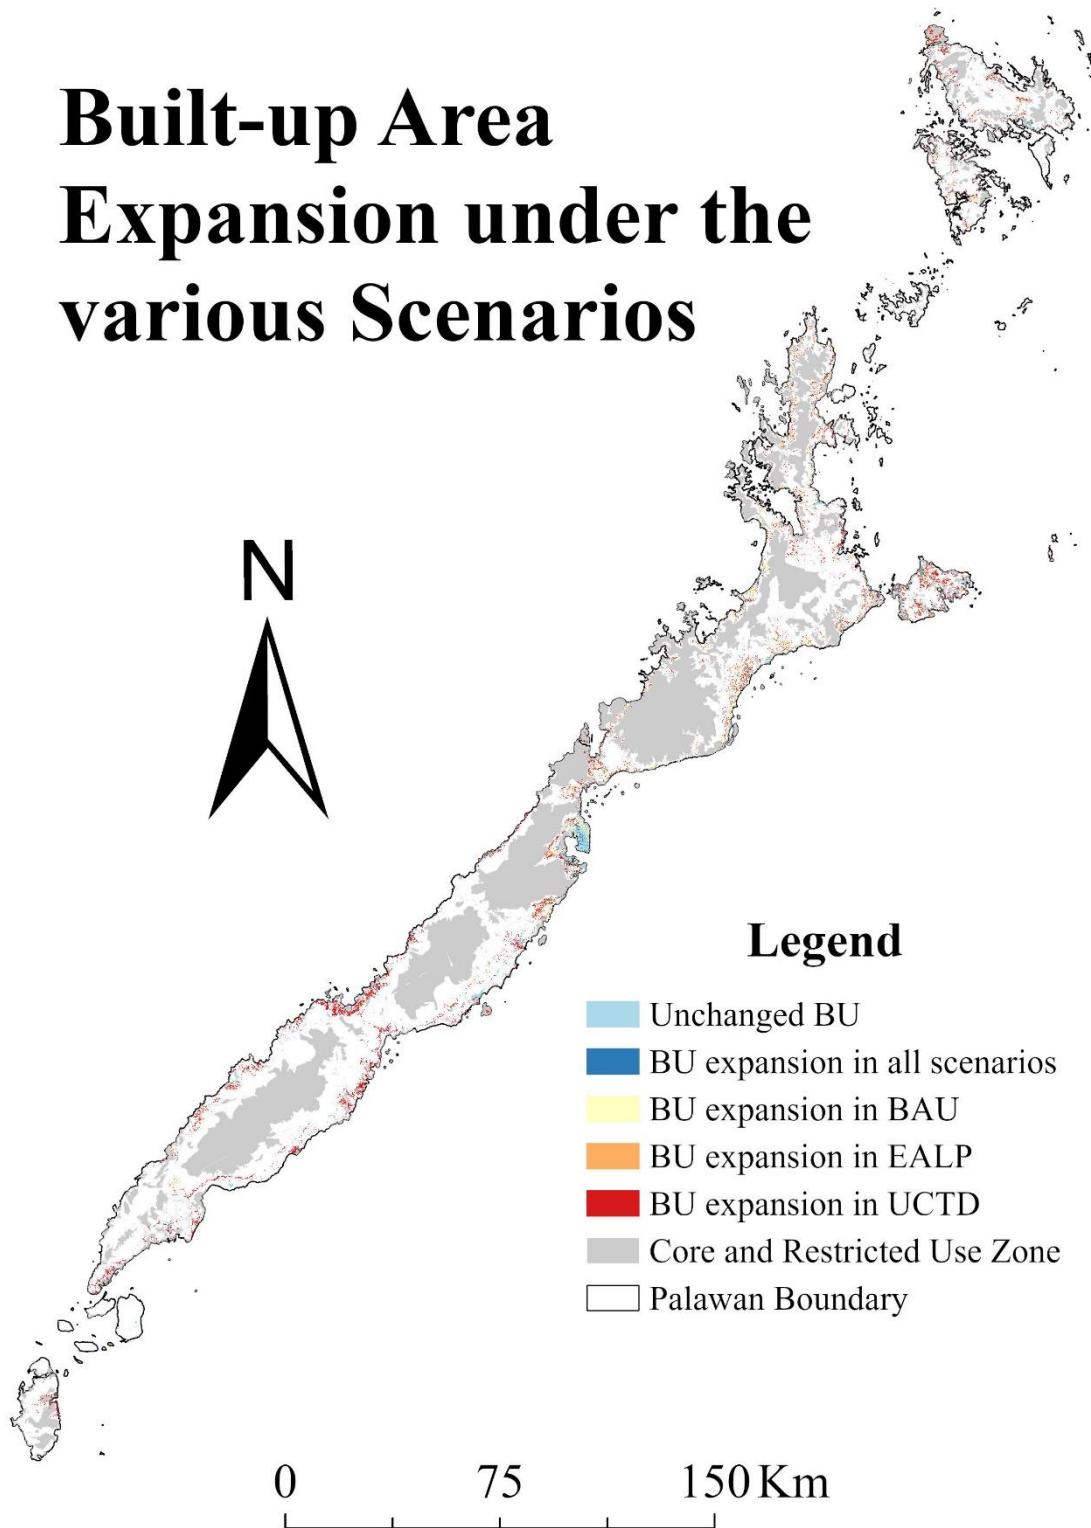 Built-up Area
Expansion under the
various Scenarios
N
Legend
Unchanged BU
BU expansion in all scenarios
BU expansion in BAU
BU expansion in EALP
BU expansion in UCTD
Core and Restricted Use Zone
Palawan Boundary
0 75 150 Km